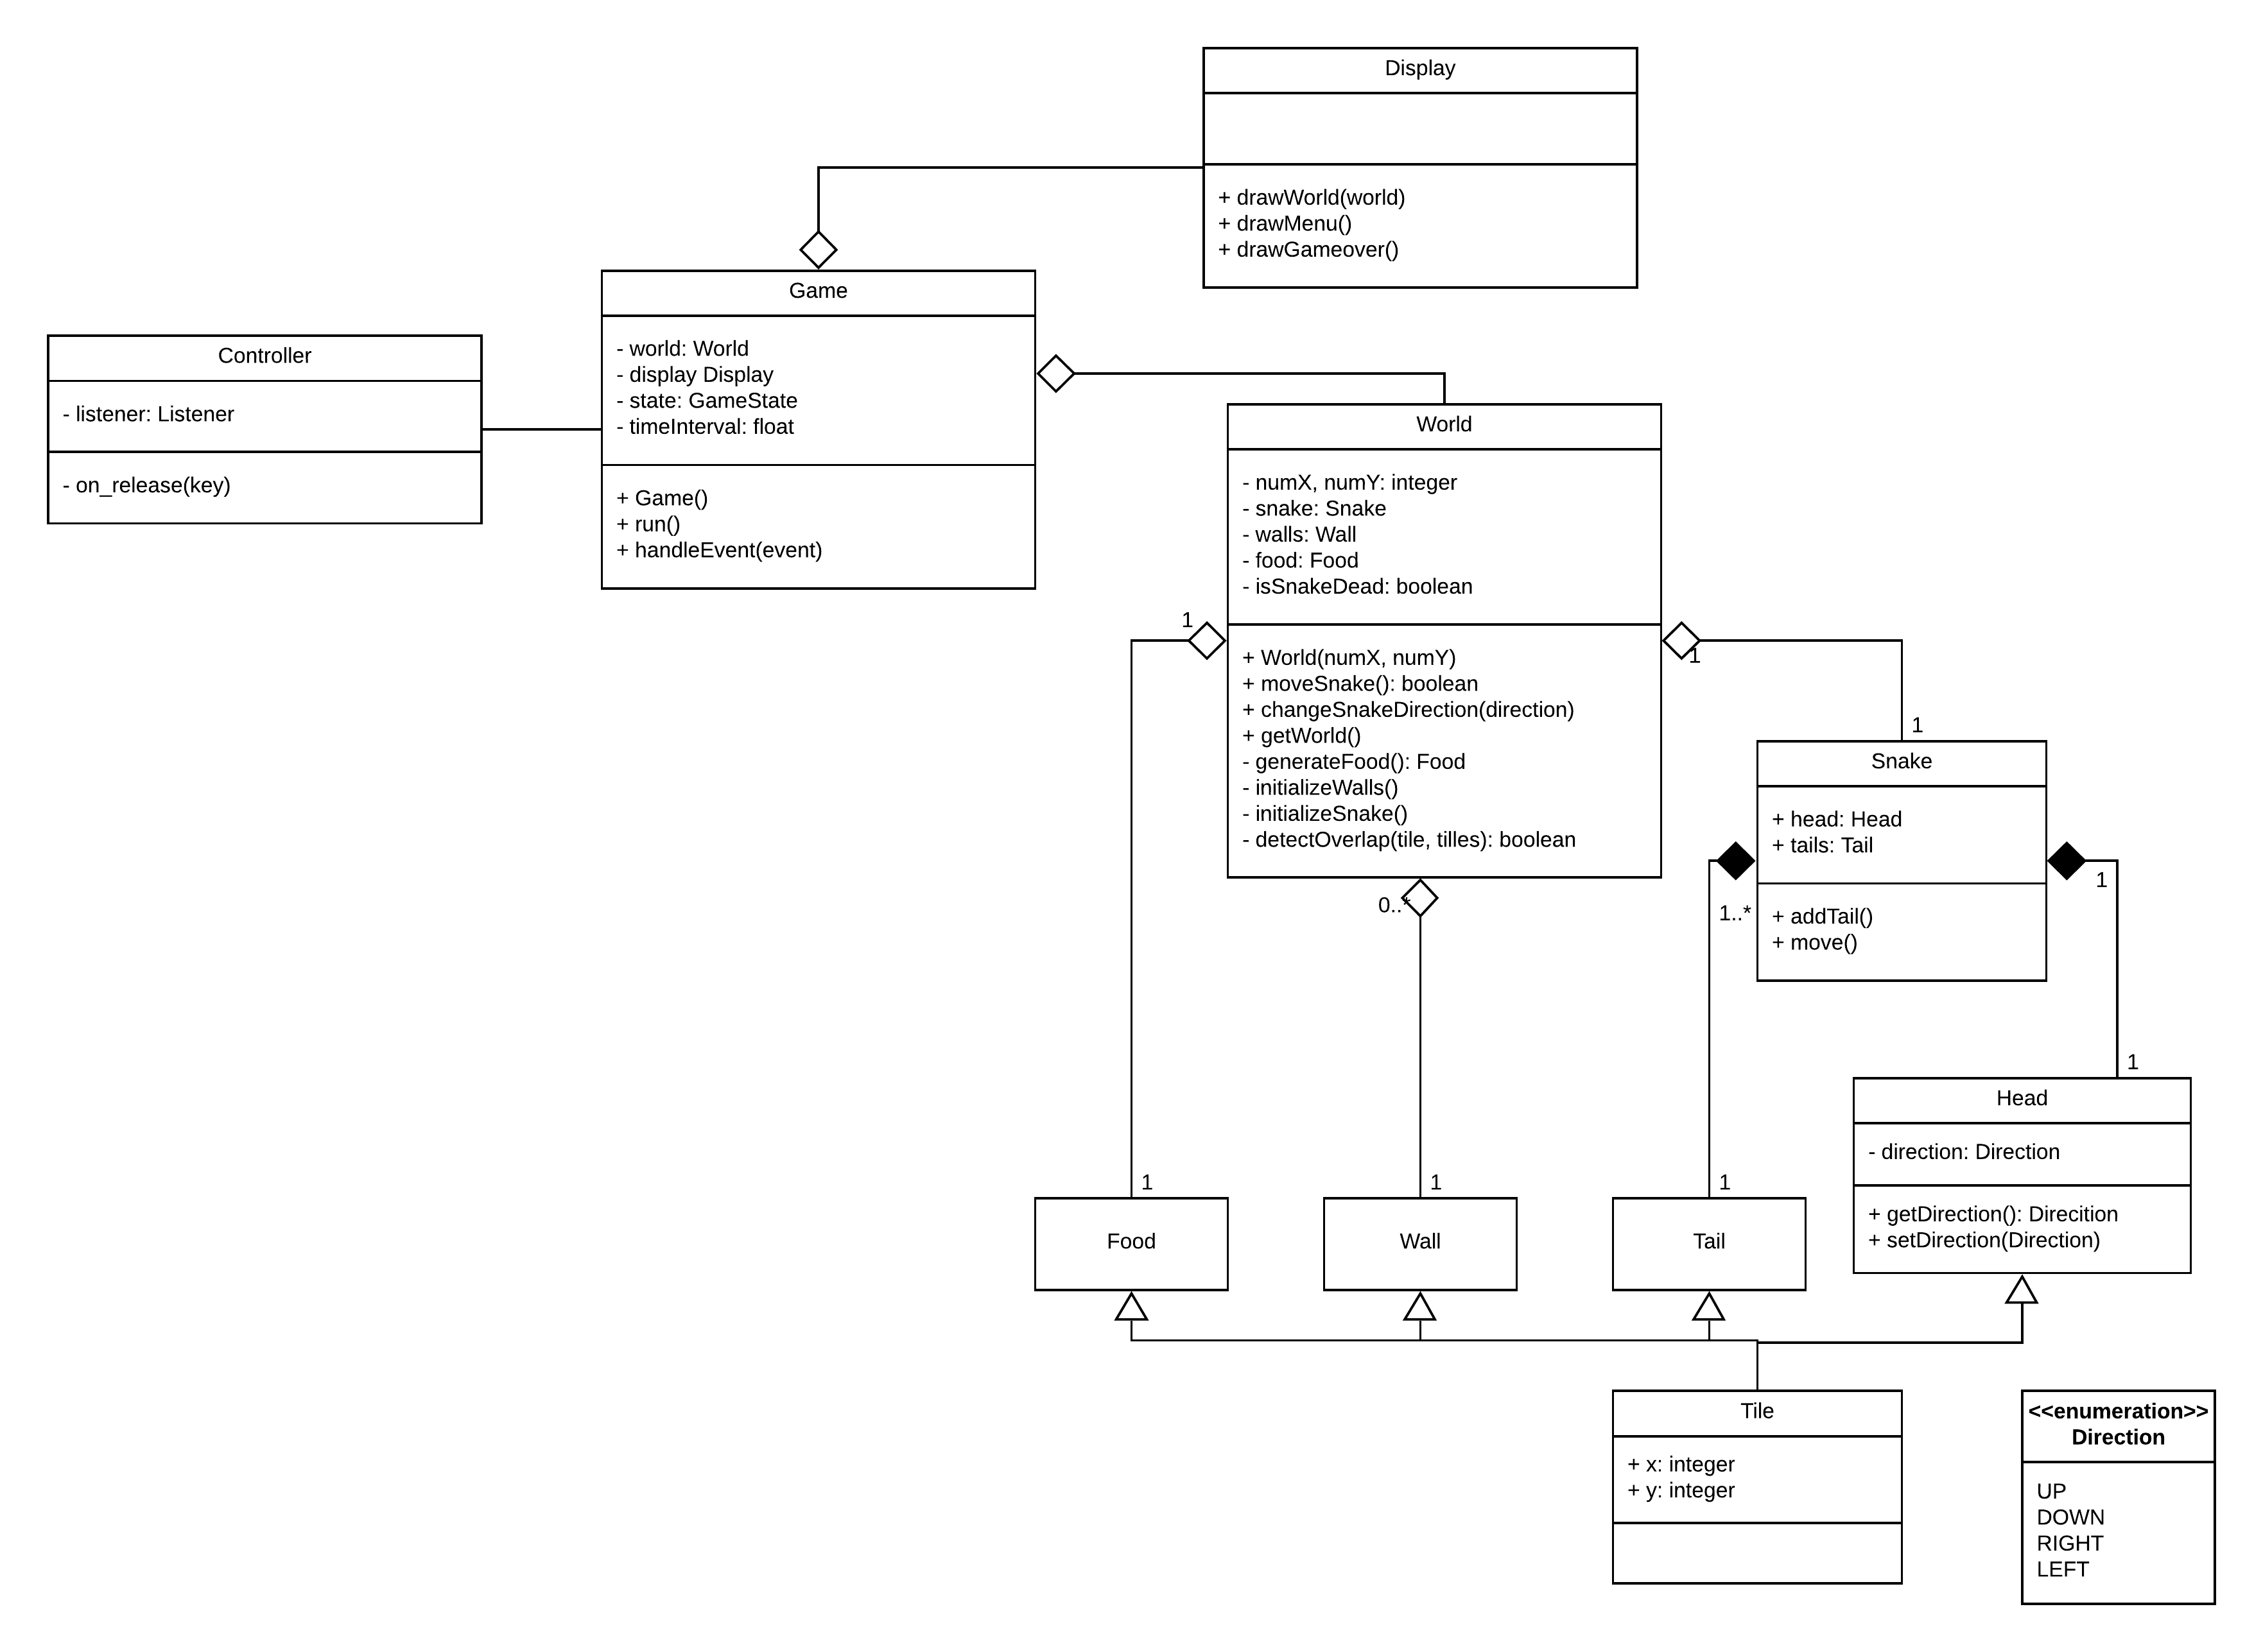 Display
+ drawWorld(world)
+ drawMenu()
+ drawGameover()
Game
- world: World
- display Display
- state: GameState
- timeInterval: float
+ Game()
+ run()
+ handleEvent(event)
Controller
- listener: Listener
- on_release(key)
World
- numX, numY: integer
- snake: Snake
- walls: Wall
- food: Food
- isSnakeDead: boolean
+ World(numX, numY)
+ moveSnake(): boolean
+ changeSnakeDirection(direction)
+ getWorld()
- generateFood(): Food
- initializeWalls()
- initializeSnake()
- detectOverlap(tile, tilles): boolean
1
1
1
0..*
Snake
+ head: Head
+ tails: Tail
+ addTail()
+ move()
1..*
1
1
Head
- direction: Direction
+ getDirection(): Direcition
+ setDirection(Direction)
1
1
1
Food
Wall
Tail
Tile
+ x: integer
+ y: integer
<<enumeration>>
Direction
UP
DOWN
RIGHT
LEFT